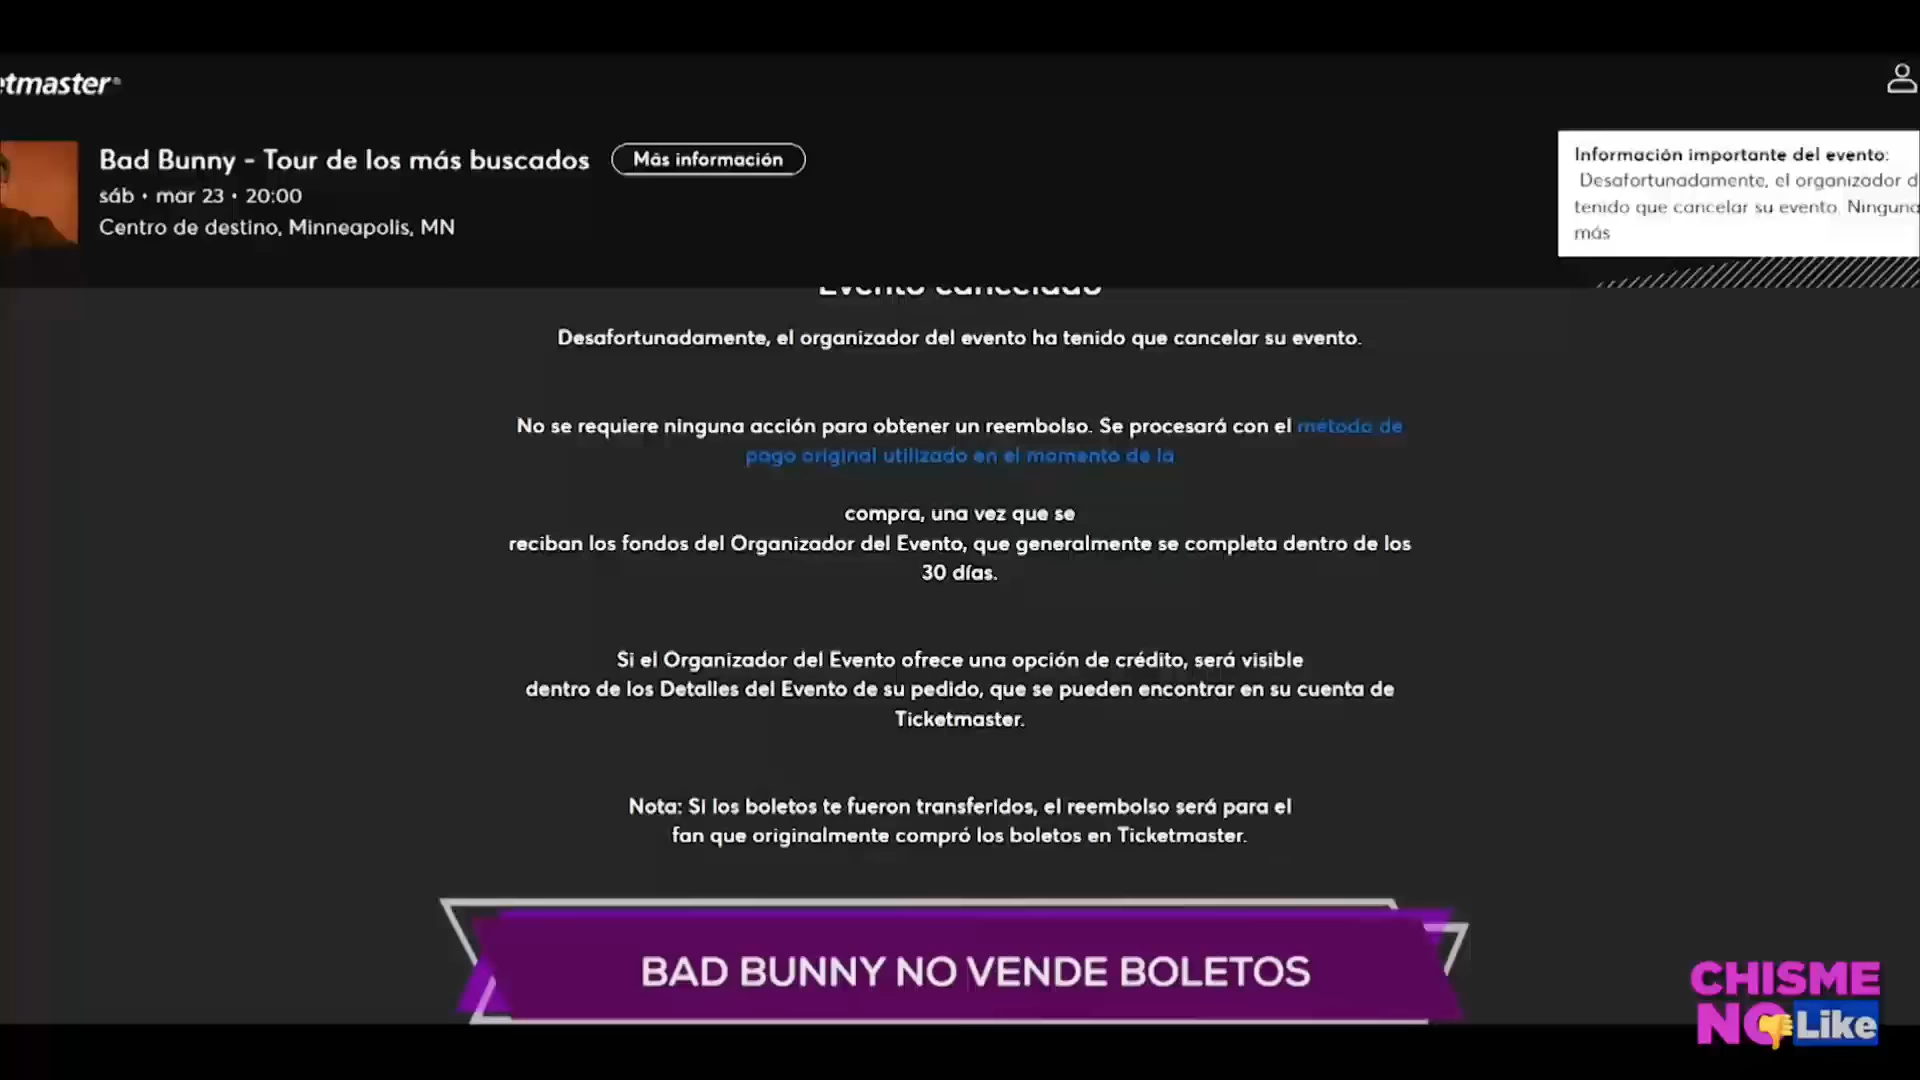 etmaster®
Bad Bunny - Tour de los más buscados
Más información
sáb • mar 23 • 20:00
Centro de destino, Minneapolis, MN
Información importante del evento:
Desafortunadamente, el organizador d
tenido que cancelar su evento. Ninguna
más
Evento cancelado
Desafortunadamente, el organizador del evento ha tenido que cancelar su evento.
No se requiere ninguna acción para obtener un reembolso. Se procesará con el método de
pago original utilizado en el momento de la
compra, una vez que se
reciban los fondos del Organizador del Evento, que generalmente se completa dentro de los
30 días.
Si el Organizador del Evento ofrece una opción de crédito, será visible
dentro de los Detalles del Evento de su pedido, que se pueden encontrar en su cuenta de
Ticketmaster.
Nota: Si los boletos te fueron transferidos, el reembolso será para el
fan que originalmente compró los boletos en Ticketmaster.
BAD BUNNY NO VENDE BOLETOS
CHISME
NO Like